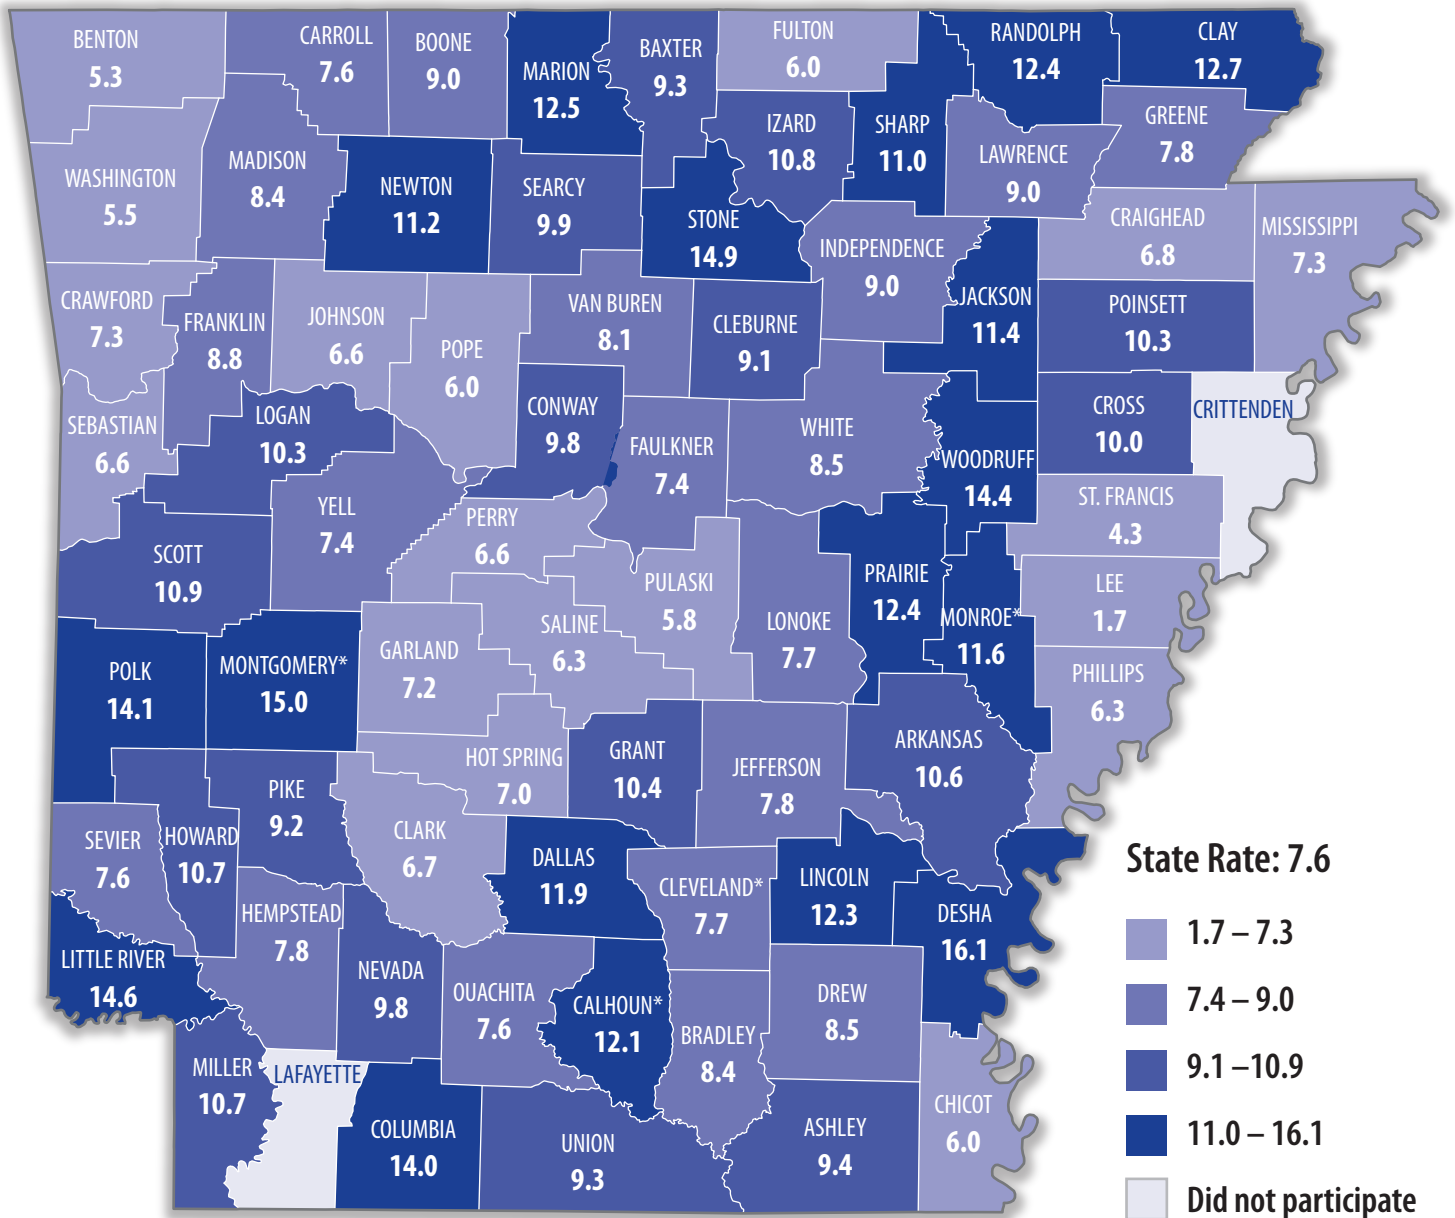 BENTON
5.3
CARROLL
7.6
BOONE
9.0
MARION
12.5
BAXTER
9.3
FULTON
6.0
RANDOLPH
12.4
CLAY
12.7
IZARD
10.8
SHARP
11.0
GREENE
7.8
LAWRENCE
9.0
WASHINGTON
5.5
MADISON
8.4
NEWTON
11.2
SEARCY
9.9
STONE
14.9
INDEPENDENCE
9.0
CRAIGHEAD
6.8
MISSISSIPPI
7.3
CRAWFORD
7.3
FRANKLIN
8.8
JOHNSON
6.6
POPE
6.0
VAN BUREN
8.1
CLEBURNE
9.1
JACKSON
11.4
POINSETT
10.3
SEBASTIAN
6.6
LOGAN
10.3
CONWAY
9.8
FAULKNER
7.4
WHITE
8.5
WOODRUFF
14.4
CROSS
10.0
CRITTENDEN
ST. FRANCIS
4.3
YELL
7.4
PERRY
6.6
SCOTT
10.9
PULASKI
5.8
PRAIRIE
12.4
MONROE*
11.6
LEE
1.7
LONOKE
7.7
SALINE
6.3
GARLAND
7.2
POLK
14.1
MONTGOMERY*
15.0
PHILLIPS
6.3
HOT SPRING
7.0
GRANT
10.4
JEFFERSON
7.8
ARKANSAS
10.6
PIKE
9.2
SEVIER
7.6
HOWARD
10.7
CLARK
6.7
DALLAS
11.9
CLEVELAND*
7.7
LINCOLN
12.3
DESHA
16.1
HEMPSTEAD
7.8
LITTLE RIVER
14.6
NEVADA
9.8
OUACHITA
7.6
CALHOUN*
12.1
BRADLEY
8.4
DREW
8.5
MILLER
10.7
LAFAYETTE
COLUMBIA
14.0
UNION
9.3
ASHLEY
9.4
CHICOT
6.0
State Rate: 7.6
1.7 – 7.3
7.4 – 9.0
9.1 –10.9
11.0 – 16.1
Did not participate